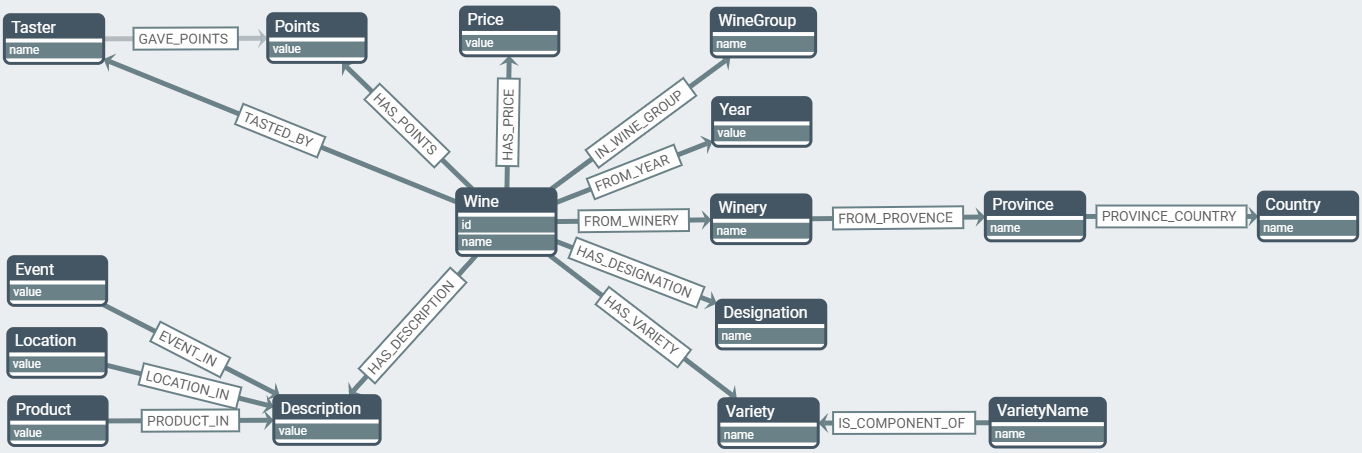 Taster
name
GAVE_POINTS
Points
value
Price
value
WineGroup
name
TASTED_BY
HAS_POINTS
HAS_PRICE
IN_WINE_GROUP
Year
value
FROM_YEAR
Wine
id
name
FROM_WINERY
Winery
name
FROM_PROVENCE
Province
name
PROVINCE_COUNTRY
Country
name
HAS_DESIGNATION
Designation
name
HAS_VARIETY
HAS_DESCRIPTION
Event
value
EVENT_IN
Location
value
LOCATION_IN
Product
value
PRODUCT_IN
Description
value
Variety
name
IS_COMPONENT_OF
VarietyName
name